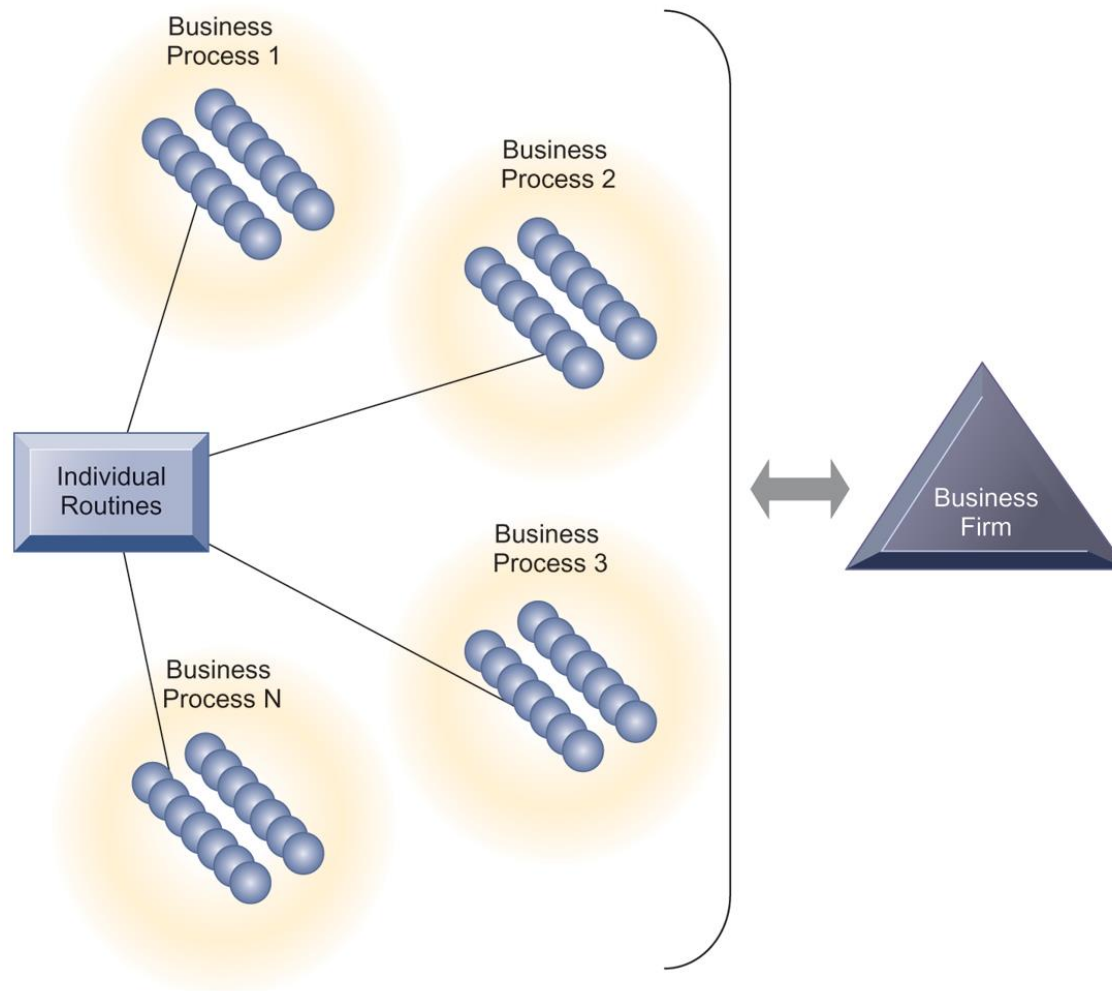 Business
Process 1
Business
Process 2
Individual
Routines
Business
Firm
Business
Process 3
Business
Process N